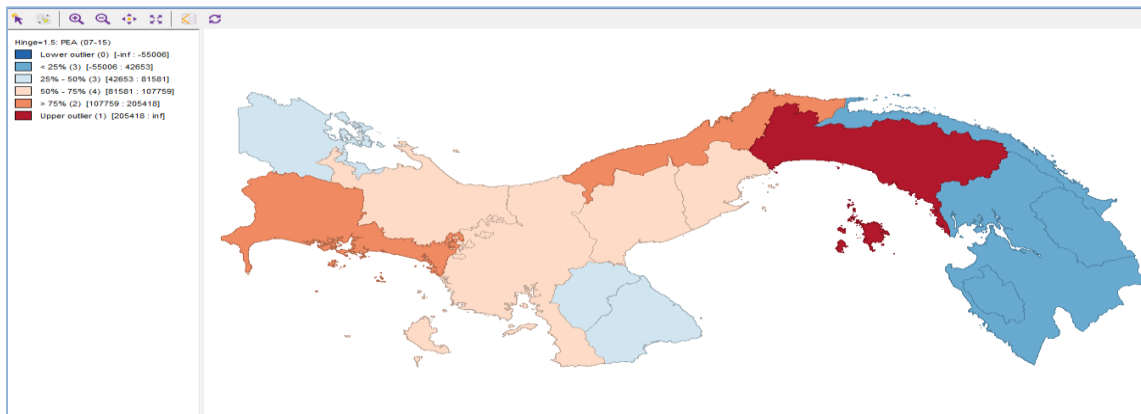 Hinge=1.5: PEA (07-15)
Lower outlier (0) [-inf : -55006]
< 25% (3) [-55006 : 42653]
25% - 50% (3) [42653 : 81581]
50% - 75% (4) [81581 : 107759]
> 75% (2) [107759 : 205418]
Upper outlier (1) [205418 : inf]